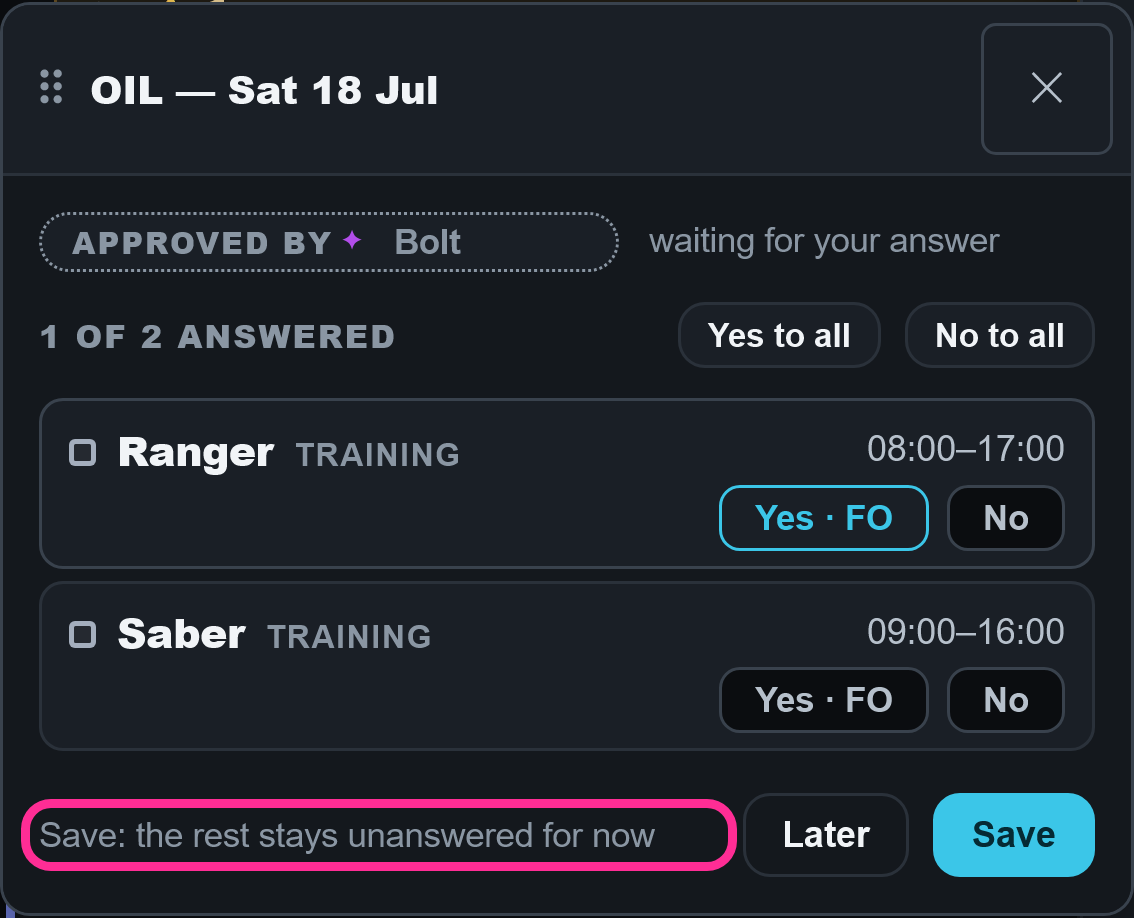 OIL — Sat 18 Jul
APPROVED BY Bolt waiting for your answer
1 OF 2 ANSWERED Yes to all No to all
Ranger TRAINING 08:00–17:00
Yes · FO No
Saber TRAINING 09:00–16:00
Yes · FO No
Save: the rest stays unanswered for now Later Save